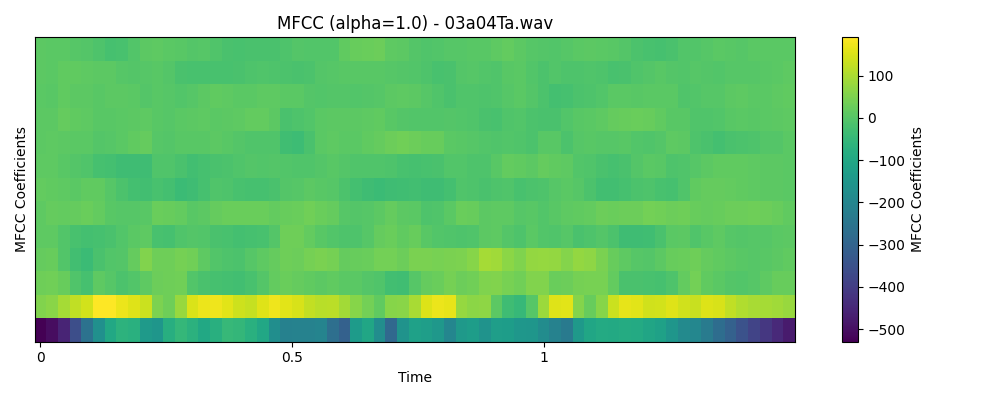 MFCC (alpha=1.0) - 03a04Ta.wav
MFCC Coefficients
0
0.5
1
Time
100
0
−100
−200
−300
−400
−500
MFCC Coefficients